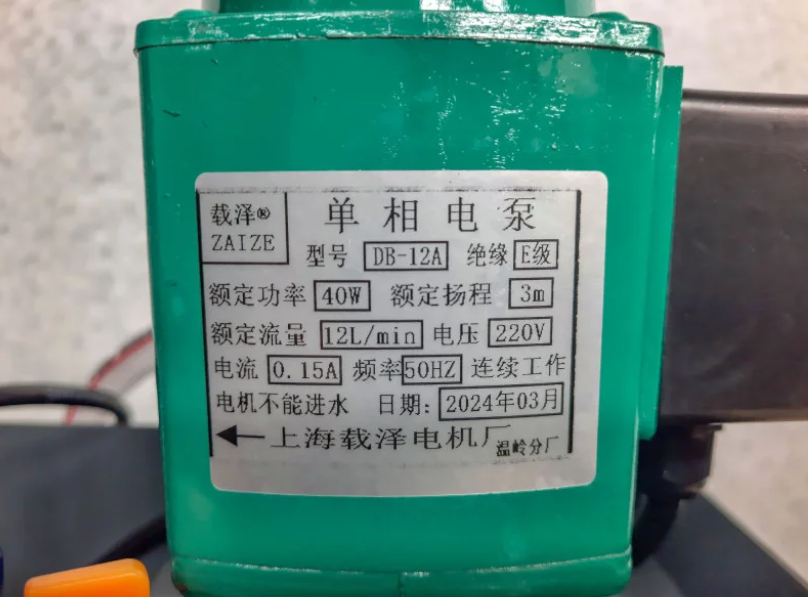 载泽® 单相电泵
ZAIZE
型号 DB-12A 绝缘 E级
额定功率 40W 额定扬程 3m
额定流量 12L/min 电压 220V
电流 0.15A 频率 50HZ 连续工作
电机不能进水 日期: 2024年03月
上海载泽电机厂 温岭分厂